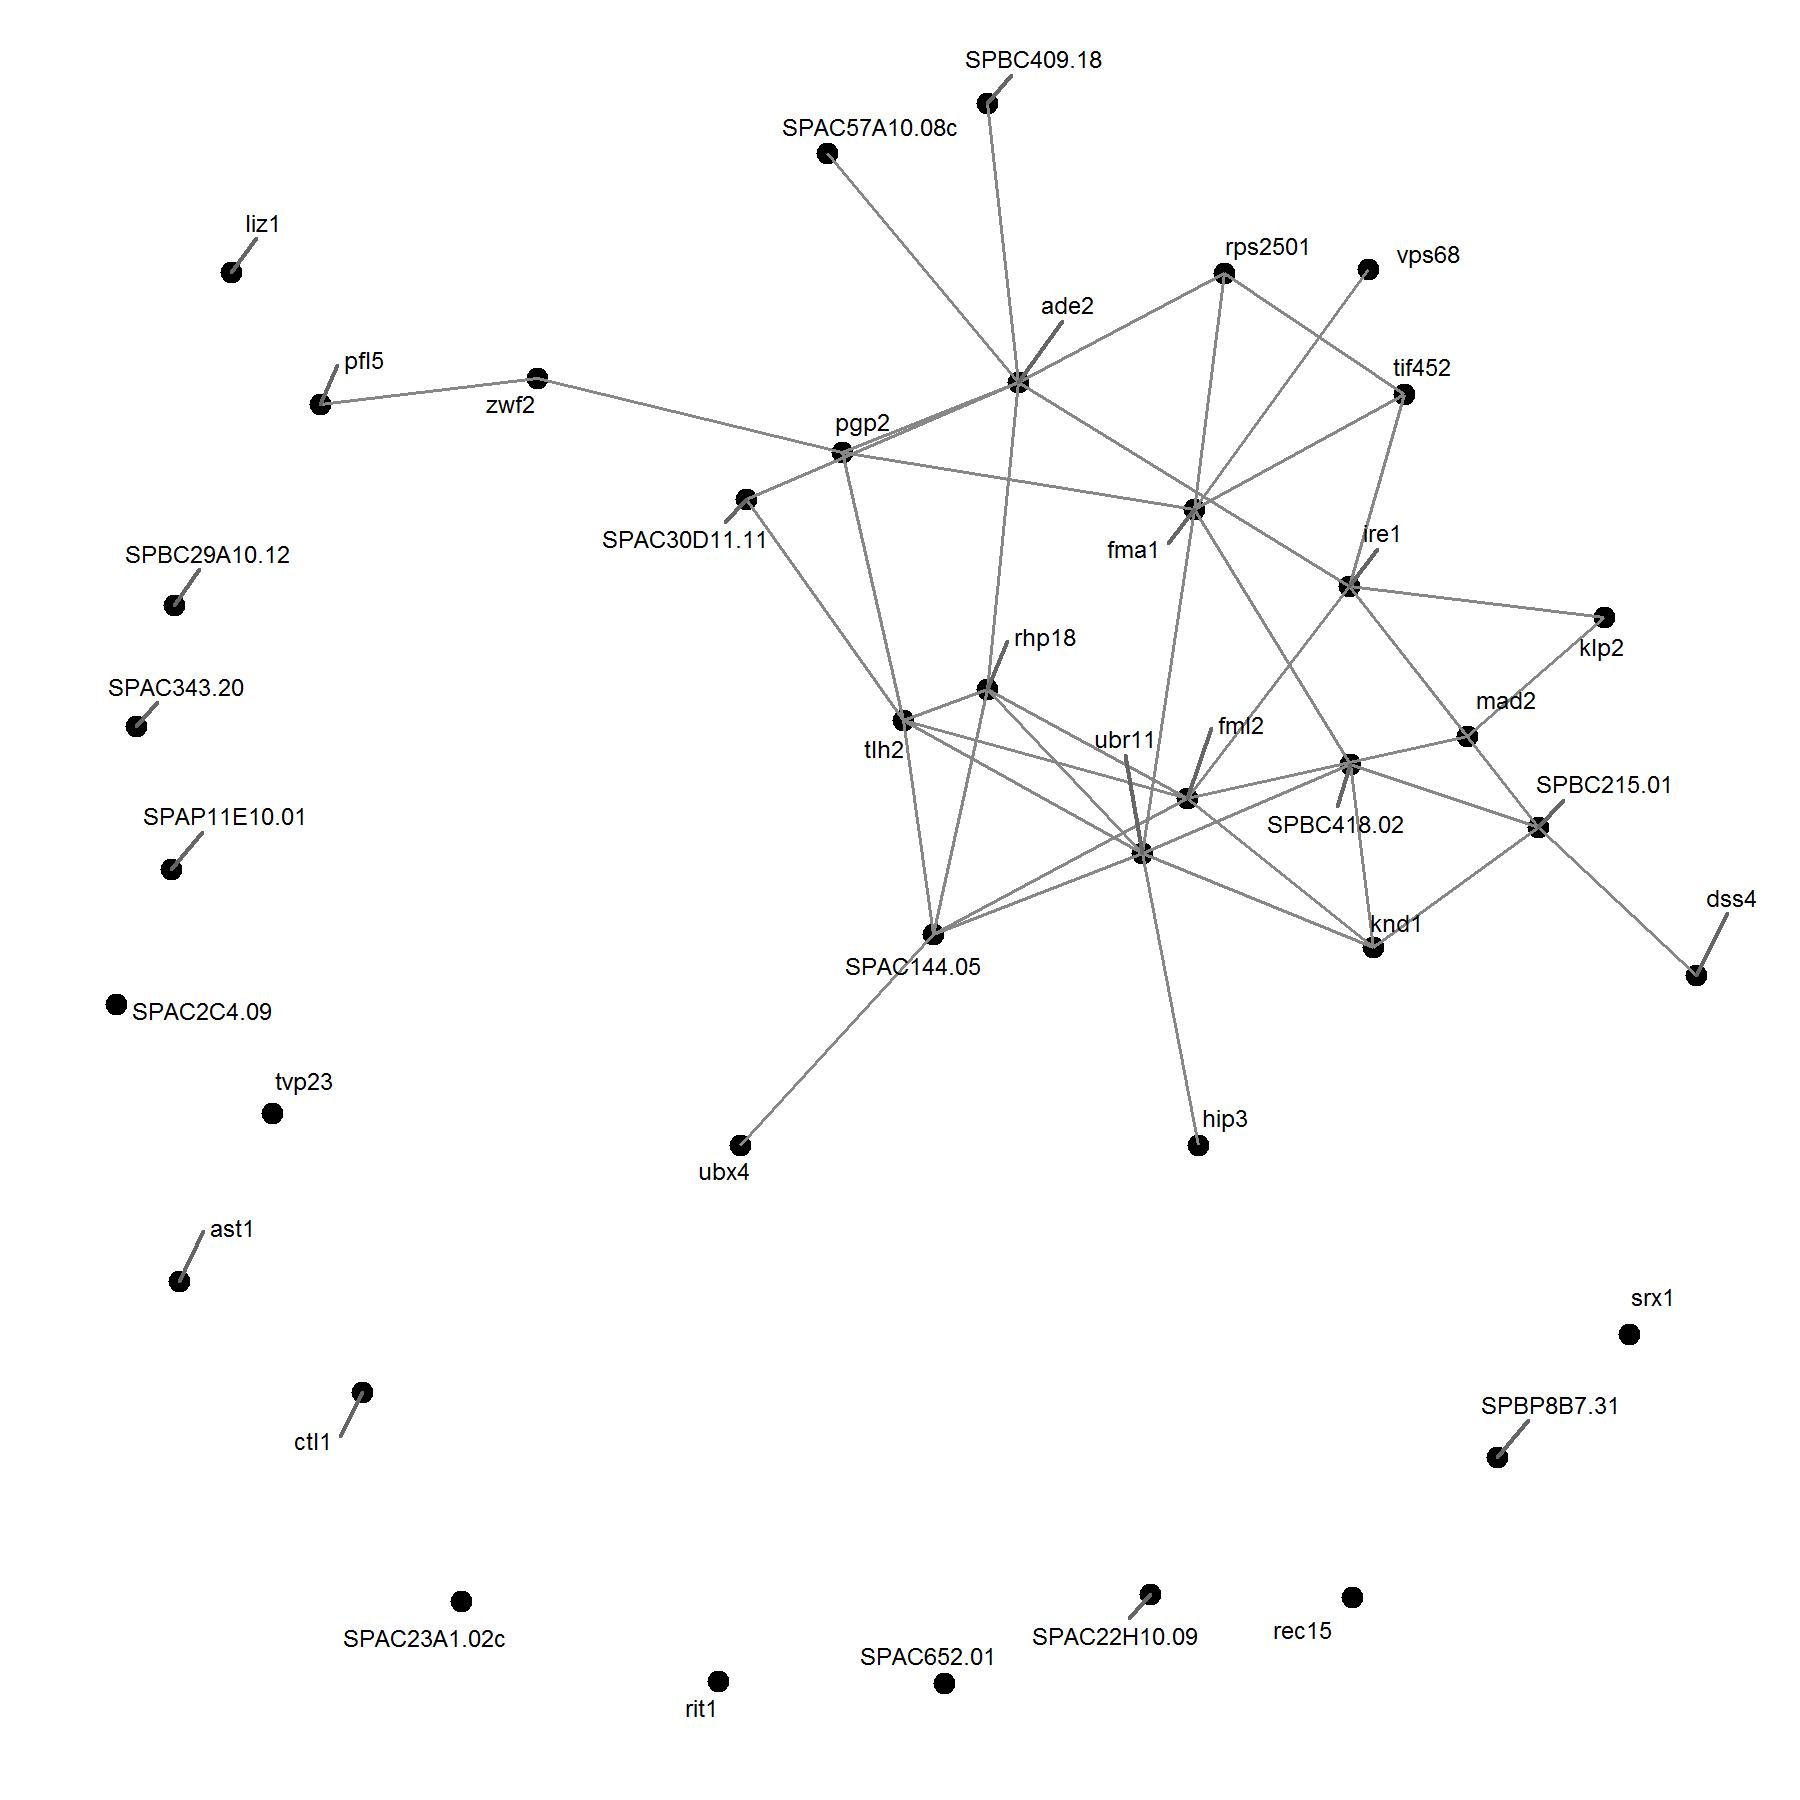 SPBC409.18
SPAC57A10.08c
liz1
rps2501
vps68
ade2
pfl5
tif452
zwf2
pgp2
SPAC30D11.11
fma1
ire1
SPBC29A10.12
rhp18
klp2
SPAC343.20
mad2
fml2
ubr11
tlh2
SPBC215.01
SPAP11E10.01
SPBC418.02
dss4
knd1
SPAC144.05
SPAC2C4.09
tvp23
hip3
ubx4
ast1
srx1
SPBP8B7.31
ctl1
rec15
SPAC22H10.09
SPAC23A1.02c
SPAC652.01
rit1